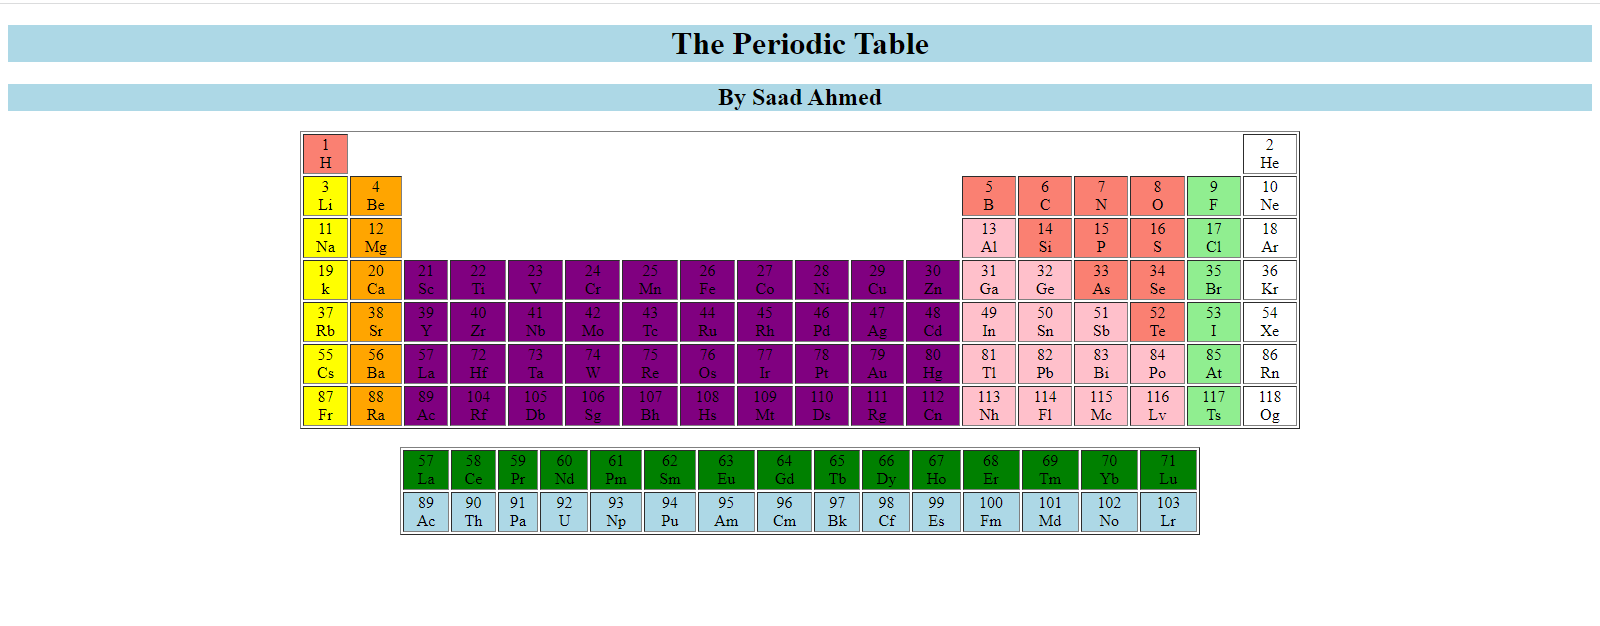 The Periodic Table
By Saad Ahmed
1 2
H He
3 4 5 6 7 8 9 10
Li Be B C N O F Ne
11 12 13 14 15 16 17 18
Na Mg Al Si P S Cl Ar
19 20 21 22 23 24 25 26 27 28 29 30 31 32 33 34 35 36
k Ca Sc Ti V Cr Mn Fe Co Ni Cu Zn Ga Ge As Se Br Kr
37 38 39 40 41 42 43 44 45 46 47 48 49 50 51 52 53 54
Rb Sr Y Zr Nb Mo Tc Ru Rh Pd Ag Cd In Sn Sb Te I Xe
55 56 57 72 73 74 75 76 77 78 79 80 81 82 83 84 85 86
Cs Ba La Hf Ta W Re Os Ir Pt Au Hg Tl Pb Bi Po At Rn
87 88 89 104 105 106 107 108 109 110 111 112 113 114 115 116 117 118
Fr Ra Ac Rf Db Sg Bh Hs Mt Ds Rg Cn Nh Fl Mc Lv Ts Og
57 58 59 60 61 62 63 64 65 66 67 68 69 70 71
La Ce Pr Nd Pm Sm Eu Gd Tb Dy Ho Er Tm Yb Lu
89 90 91 92 93 94 95 96 97 98 99 100 101 102 103
Ac Th Pa U Np Pu Am Cm Bk Cf Es Fm Md No Lr